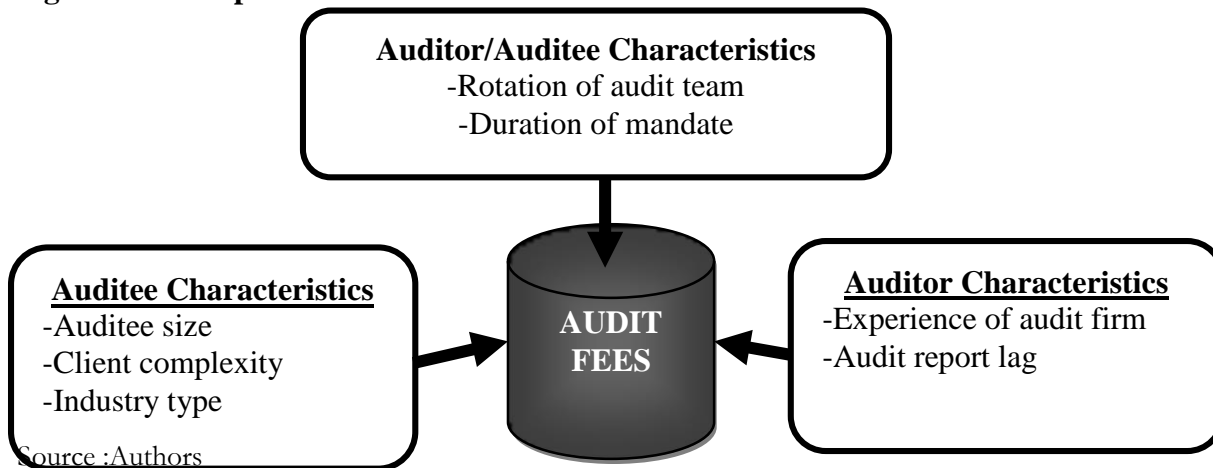 Auditor/Auditee Characteristics
-Rotation of audit team
-Duration of mandate
Auditee Characteristics
-Auditee size
-Client complexity
-Industry type
AUDIT
FEES
Auditor Characteristics
-Experience of audit firm
-Audit report lag
Source :Authors